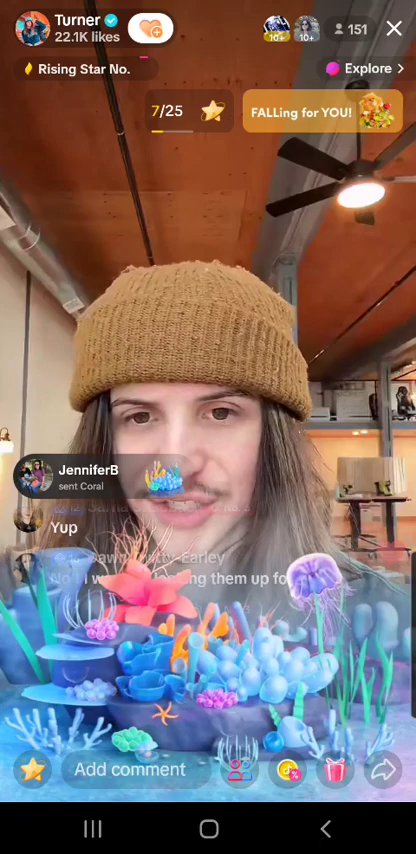 Turner
22.1K likes
10+
10+
151
Rising Star No.
Explore >
7/25
FALLing for YOU!
JenniferB
sent Coral
Yup
Add comment